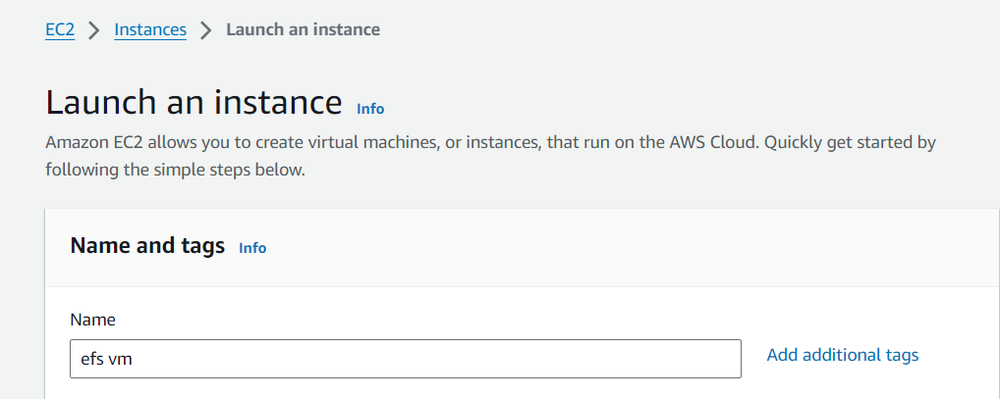 EC2 > Instances > Launch an instance
Launch an instance Info
Amazon EC2 allows you to create virtual machines, or instances, that run on the AWS Cloud. Quickly get started by
following the simple steps below.
Name and tags Info
Name
efs vm Add additional tags